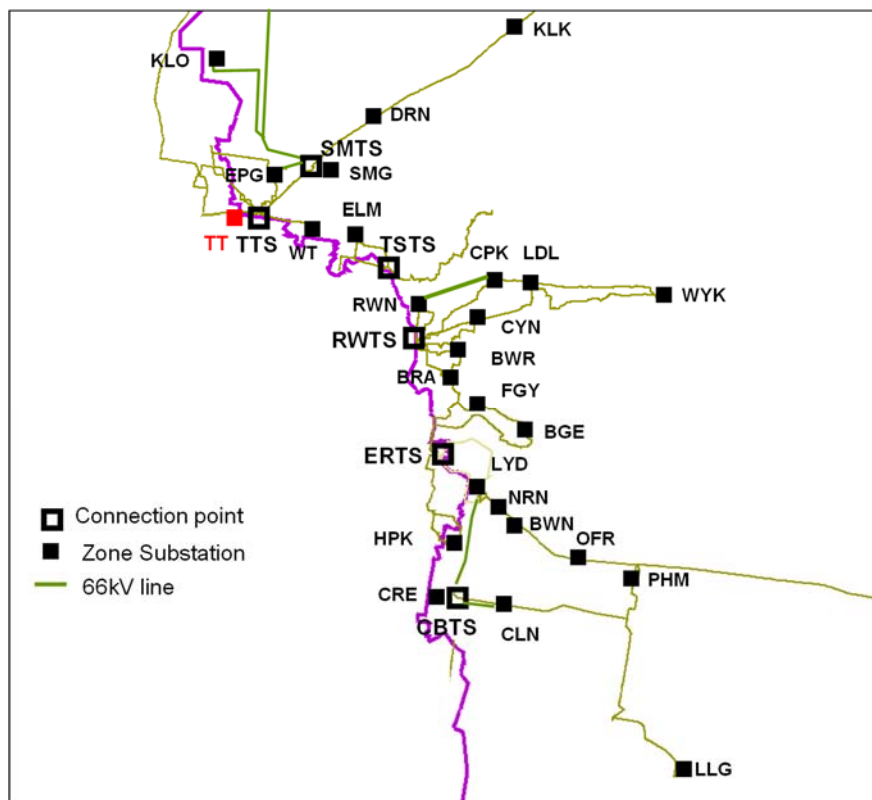 KLK
KLO
DRN
SMTS
EPG
SMG
ELM
TT
TTS
WT
TSTS
CPK
LDL
RWN
WYK
CYN
RWTS
BWR
BRA
FGY
BGE
ERTS
LYD
NRN
BWN
HPK
OFR
PHM
CRE
CBTS
CLN
LLG
Connection point
Zone Substation
66kV line